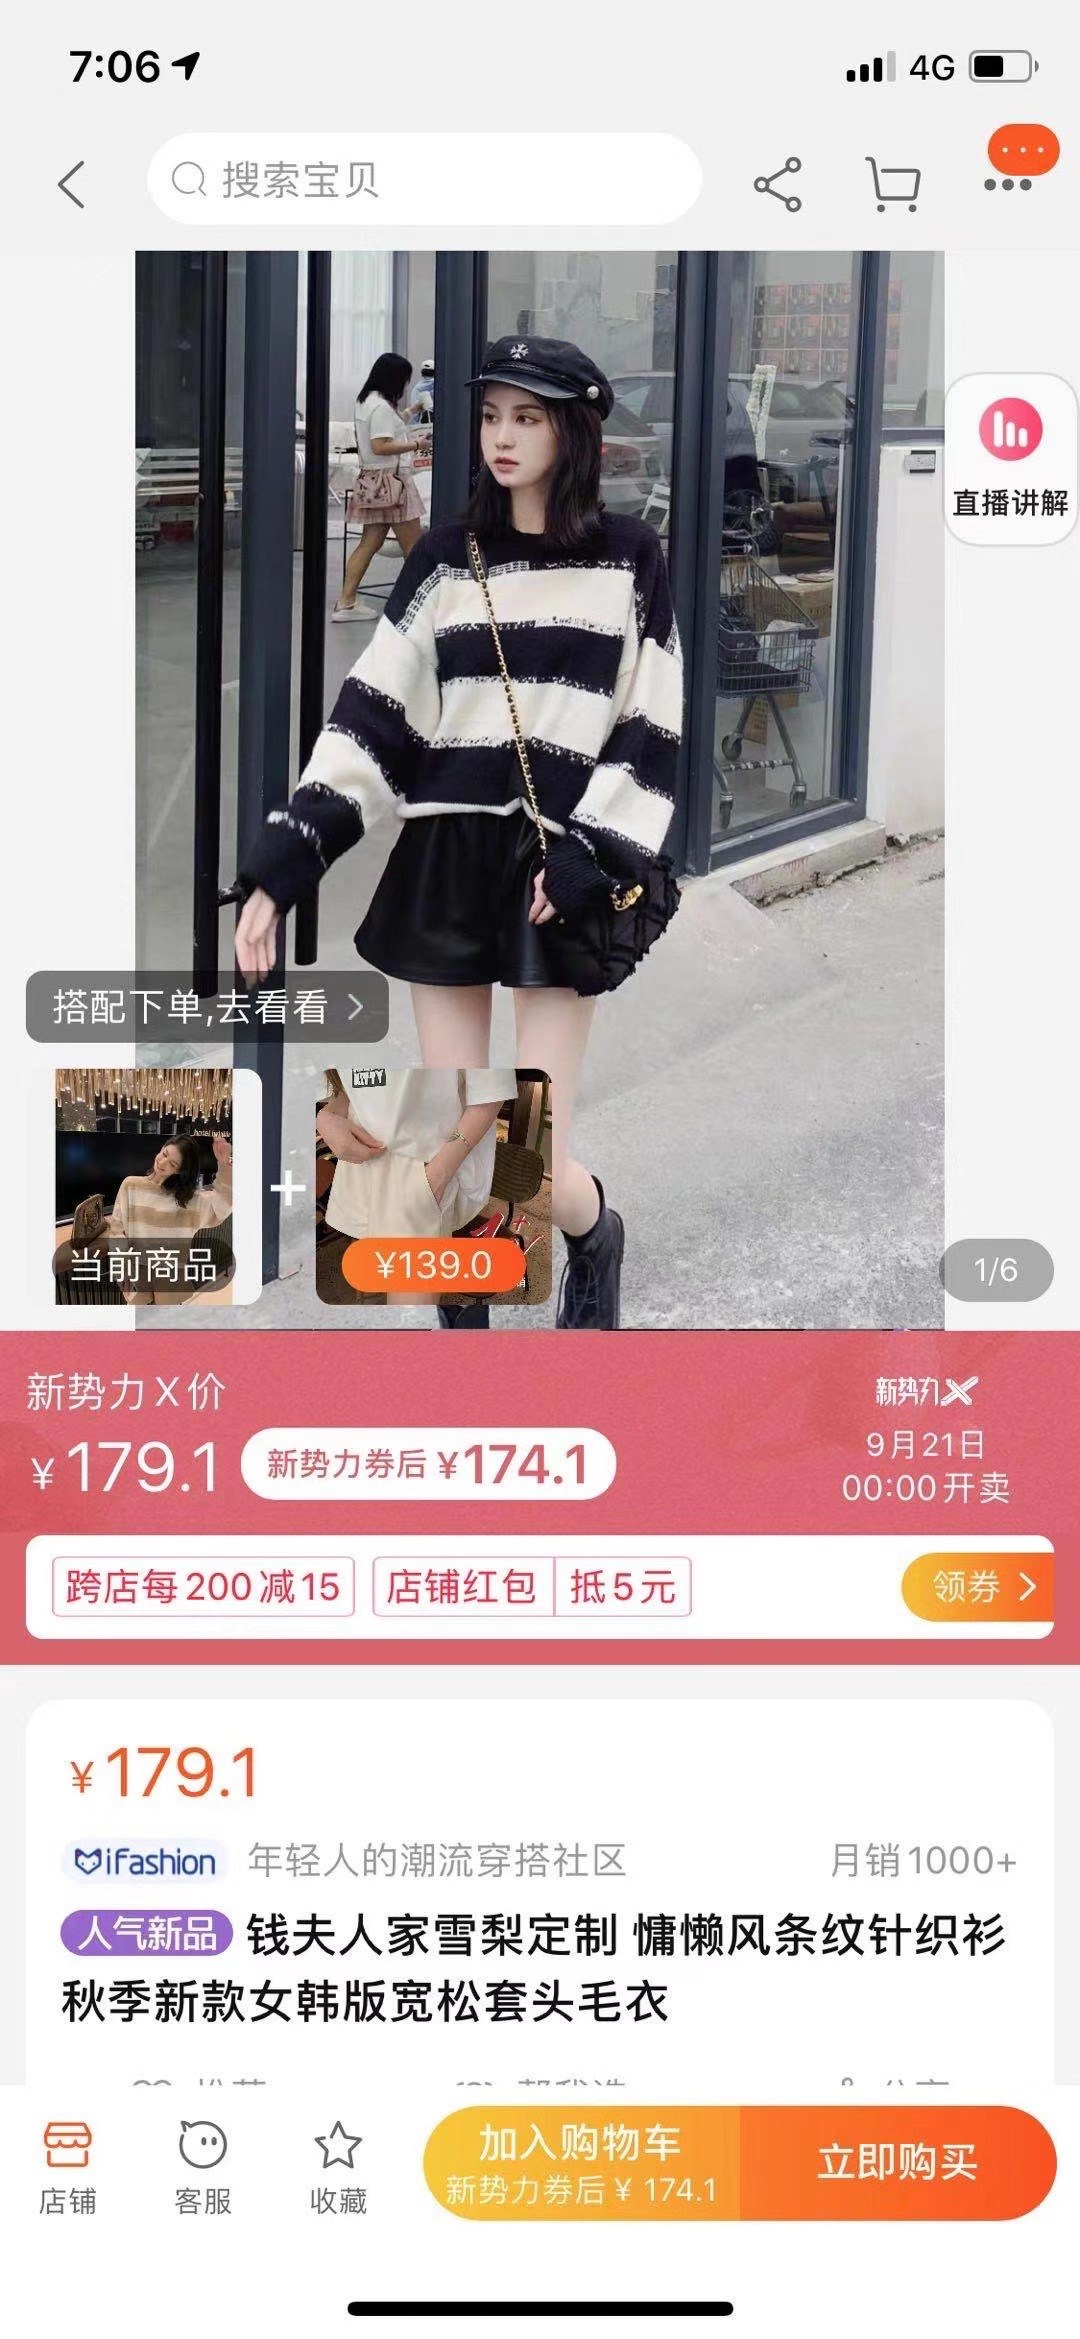 7:06
4G
搜索宝贝
直播讲解
搭配下单,去看看
当前商品
+
¥139.0
1/6
新势力X价
新势力X
¥179.1
新势力券后¥174.1
9月21日
00:00开卖
跨店每200减15
店铺红包 抵5元
领券
¥179.1
iFashion
年轻人的潮流穿搭社区
月销1000+
人气新品 钱夫人家雪梨定制 慵懒风条纹针织衫
秋季新款女韩版宽松套头毛衣
店铺
客服
收藏
加入购物车
新势力券后¥ 174.1
立即购买